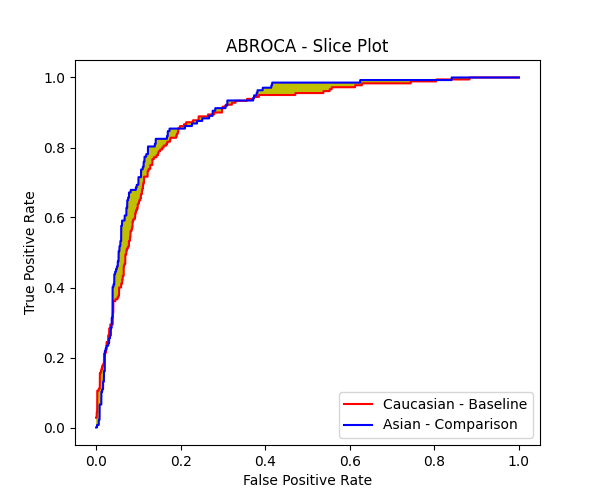 ABROCA - Slice Plot
1.0
0.8
0.6
0.4
0.2
0.0
True Positive Rate
Caucasian - Baseline
Asian - Comparison
0.0 0.2 0.4 0.6 0.8 1.0
False Positive Rate